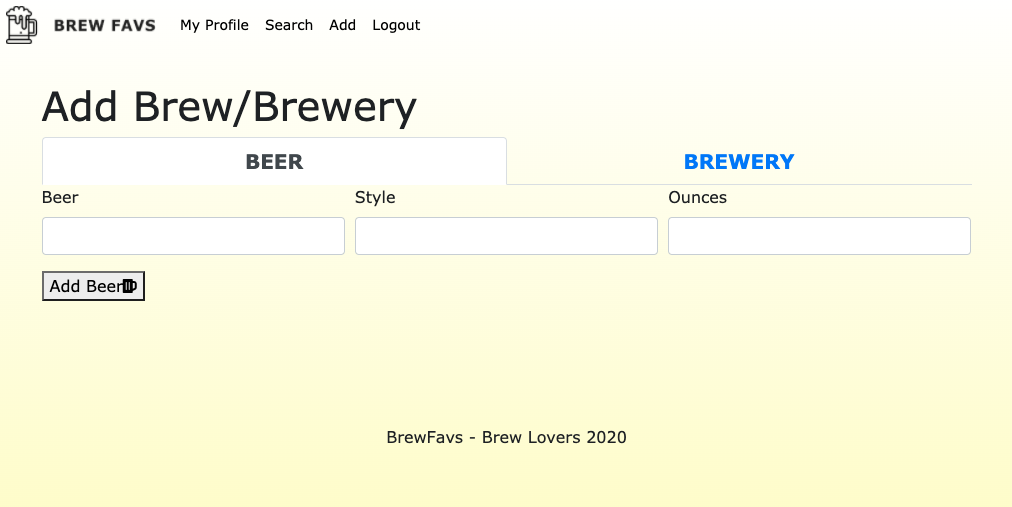 BREW FAVS My Profile Search Add Logout
Add Brew/Brewery
BEER BREWERY
Beer Style Ounces
Add Beer
BrewFavs - Brew Lovers 2020